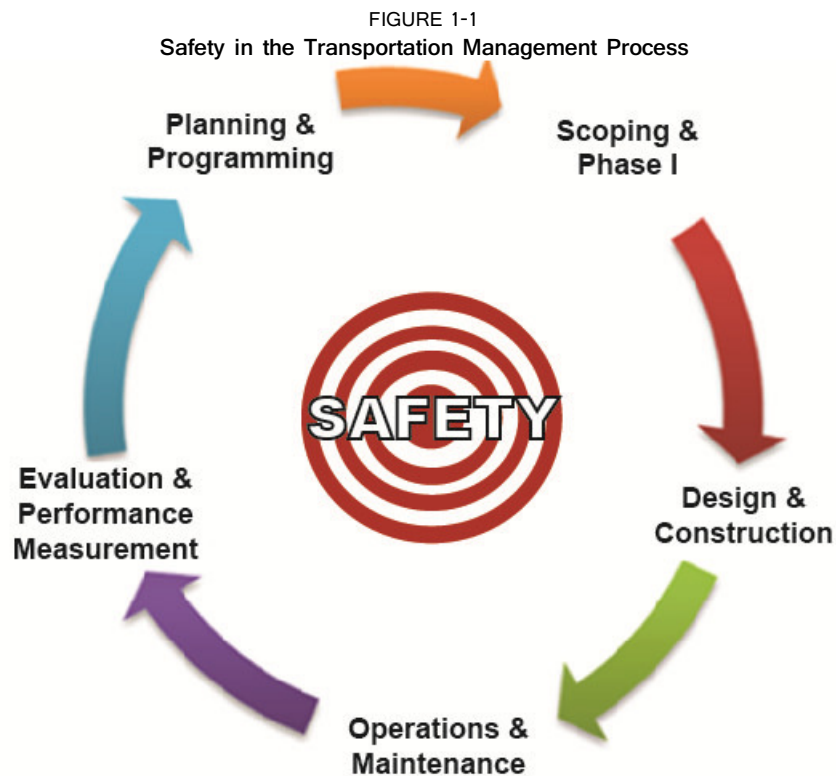 FIGURE 1-1
Safety in the Transportation Management Process
Planning &
Programming
Scoping &
Phase I
SAFETY
Evaluation &
Performance
Measurement
Design &
Construction
Operations &
Maintenance